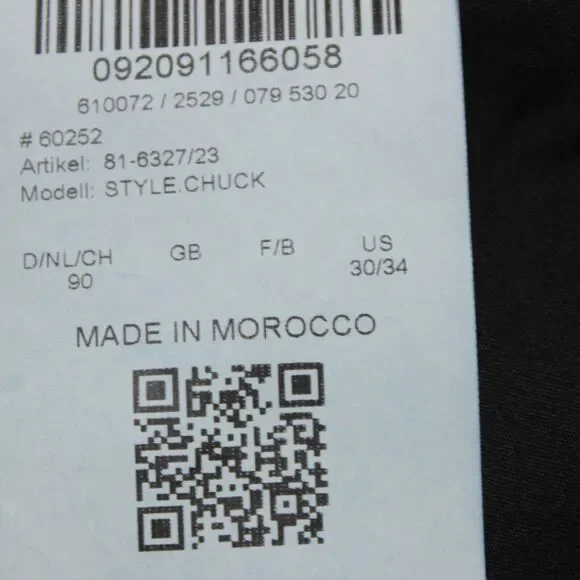 092091166058
610072 / 2529 / 079 530 20
# 60252
Artikel: 81-6327/23
Modell: STYLE.CHUCK
D/NL/CH GB F/B US
90 30/34
MADE IN MOROCCO